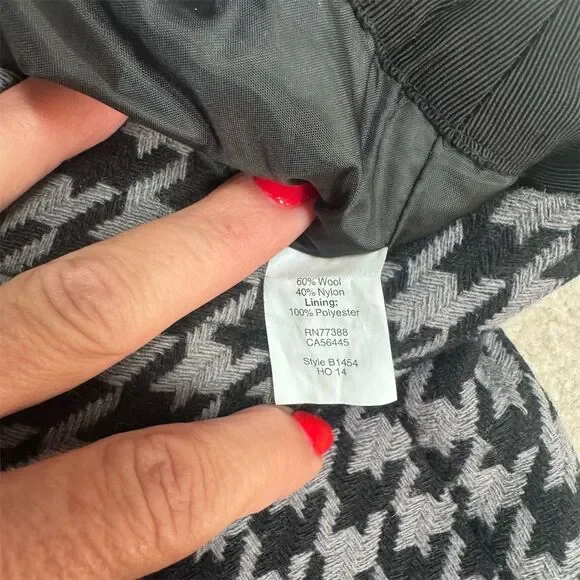 60% Wool
40% Nylon
Lining:
100% Polyester
RN77388
CA56445
Style B1454
HO 14